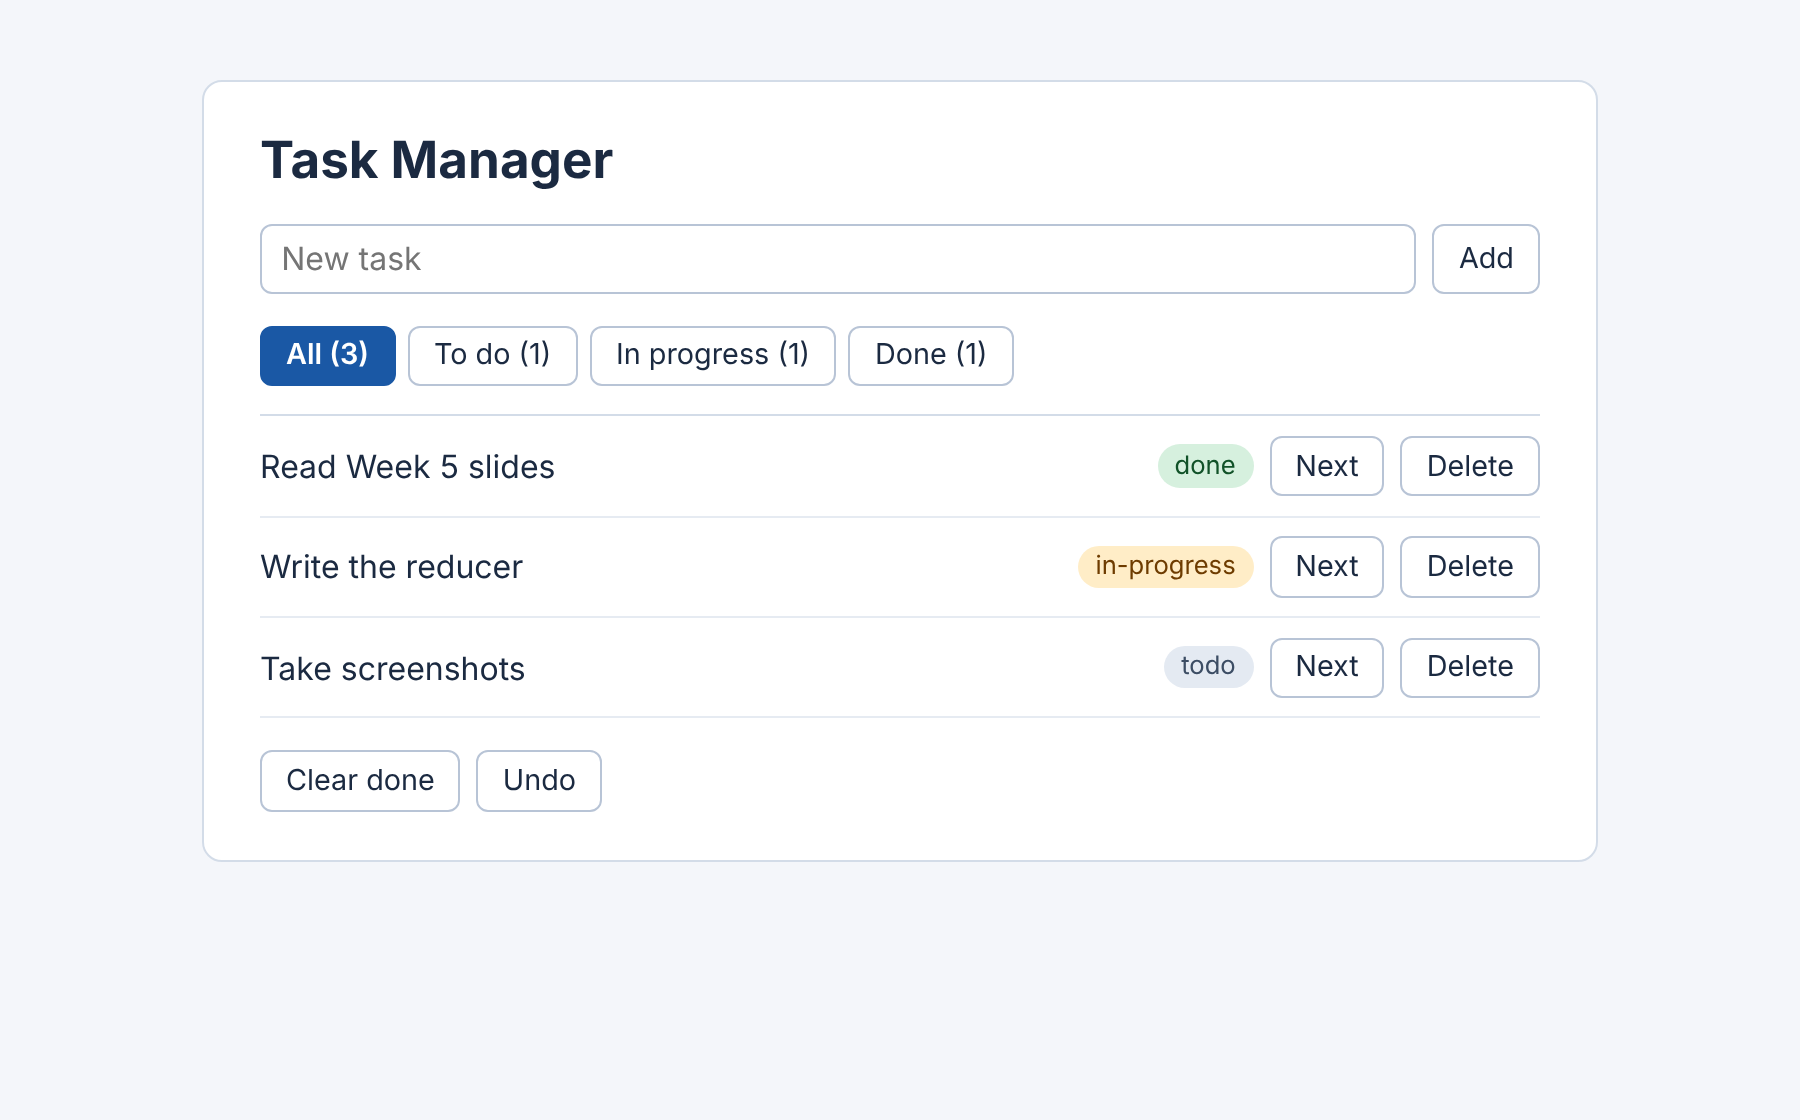 Task Manager
New task Add
All (3) To do (1) In progress (1) Done (1)
Read Week 5 slides done Next Delete
Write the reducer in-progress Next Delete
Take screenshots todo Next Delete
Clear done Undo